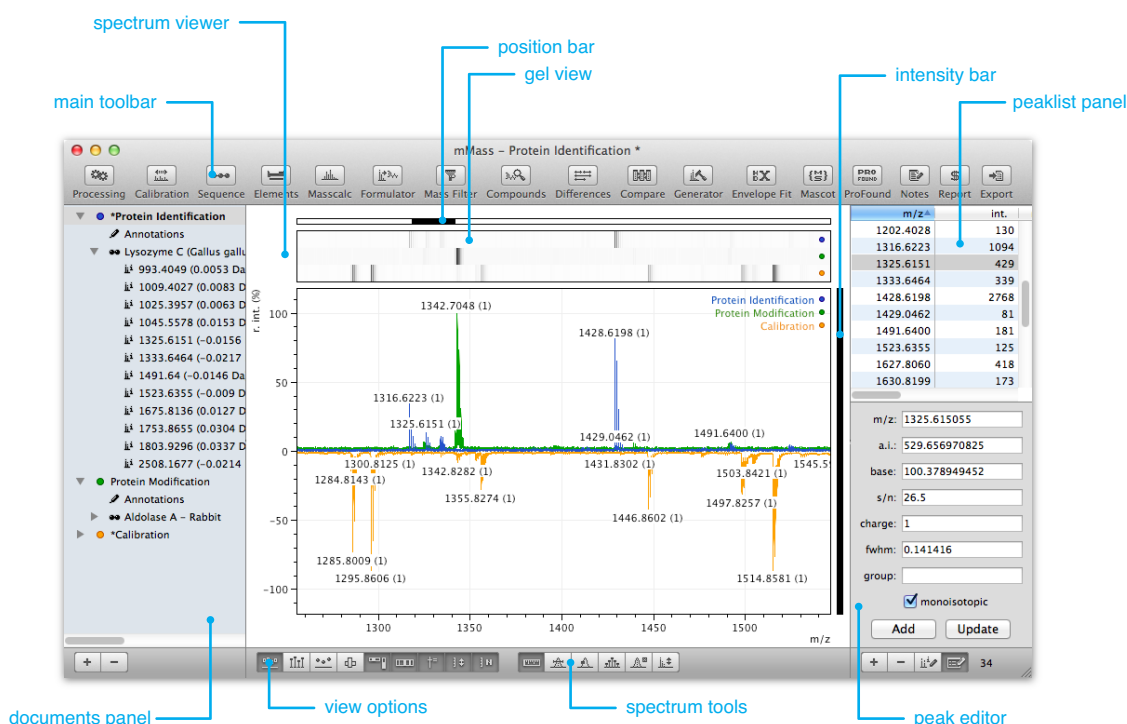 spectrum viewer
position bar
gel view
intensity bar
main toolbar
peaklist panel
mMass – Protein Identification *
Processing Calibration Sequence Elements Masscalc Formulator Mass Filter Compounds Differences Compare Generator Envelope Fit Mascot ProFound Notes Report Export
*Protein Identification
Annotations
Lysozyme C (Gallus gallu
993.4049 (0.0053 Da
1009.4027 (0.0083 D
1025.3957 (0.0063 D
1045.5578 (0.0153 D
1325.6151 (-0.0156
1333.6464 (-0.0217
1491.64 (-0.0146 Da
1523.6355 (-0.009 D
1675.8136 (0.0127 D
1753.8655 (0.0304 D
1803.9296 (0.0337 D
2508.1677 (-0.0214
Protein Modification
Annotations
Aldolase A – Rabbit
*Calibration
r. int. (%)
100
50
0
-50
-100
1342.7048 (1)
1428.6198 (1)
Protein Identification
Protein Modification
Calibration
1316.6223 (1)
1325.6151 (1)
1429.0462 (1)
1491.6400 (1)
1300.8125 (1)
1342.8282 (1)
1431.8302 (1)
1503.8421 (1)
1545.59
1284.8143 (1)
1355.8274 (1)
1497.8257 (1)
1446.8602 (1)
1285.8009 (1)
1295.8606 (1)
1514.8581 (1)
1300 1350 1400 1450 1500
m/z
m/z int.
1202.4028 130
1316.6223 1094
1325.6151 429
1333.6464 339
1428.6198 2768
1429.0462 81
1491.6400 181
1523.6355 125
1627.8060 418
1630.8199 173
m/z: 1325.615055
a.i.: 529.656970825
base: 100.378949452
s/n: 26.5
charge: 1
fwhm: 0.141416
group:
monoisotopic
Add Update
34
documents panel
view options
spectrum tools
peak editor